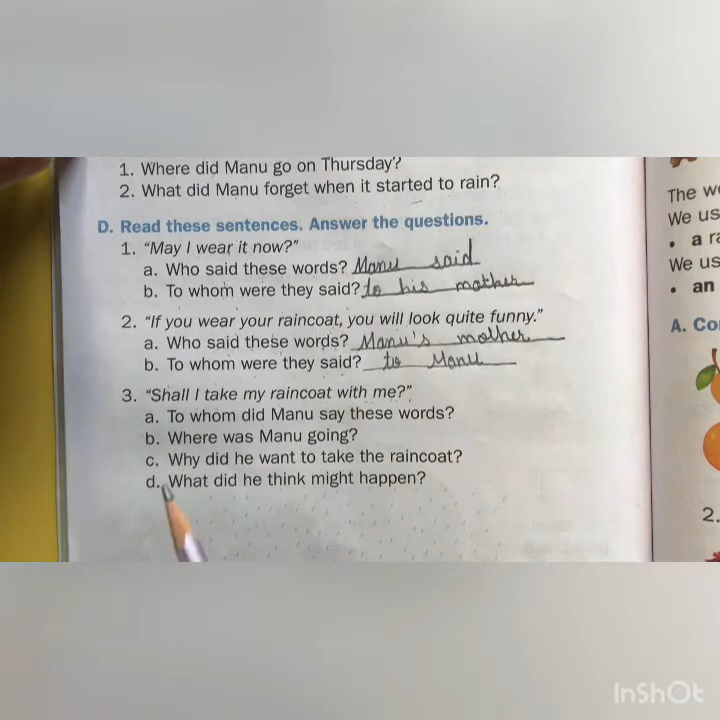 1. Where did Manu go on Thursday?
2. What did Manu forget when it started to rain?
D. Read these sentences. Answer the questions.
1. “May I wear it now?”
a. Who said these words? Manu said
b. To whom were they said? to his mother
2. “If you wear your raincoat, you will look quite funny.”
a. Who said these words? Manu's mother
b. To whom were they said? to Manu
3. “Shall I take my raincoat with me?”
a. To whom did Manu say these words?
b. Where was Manu going?
c. Why did he want to take the raincoat?
d. What did he think might happen?
The
We
• a
We
• an
A.
2.
InShOt